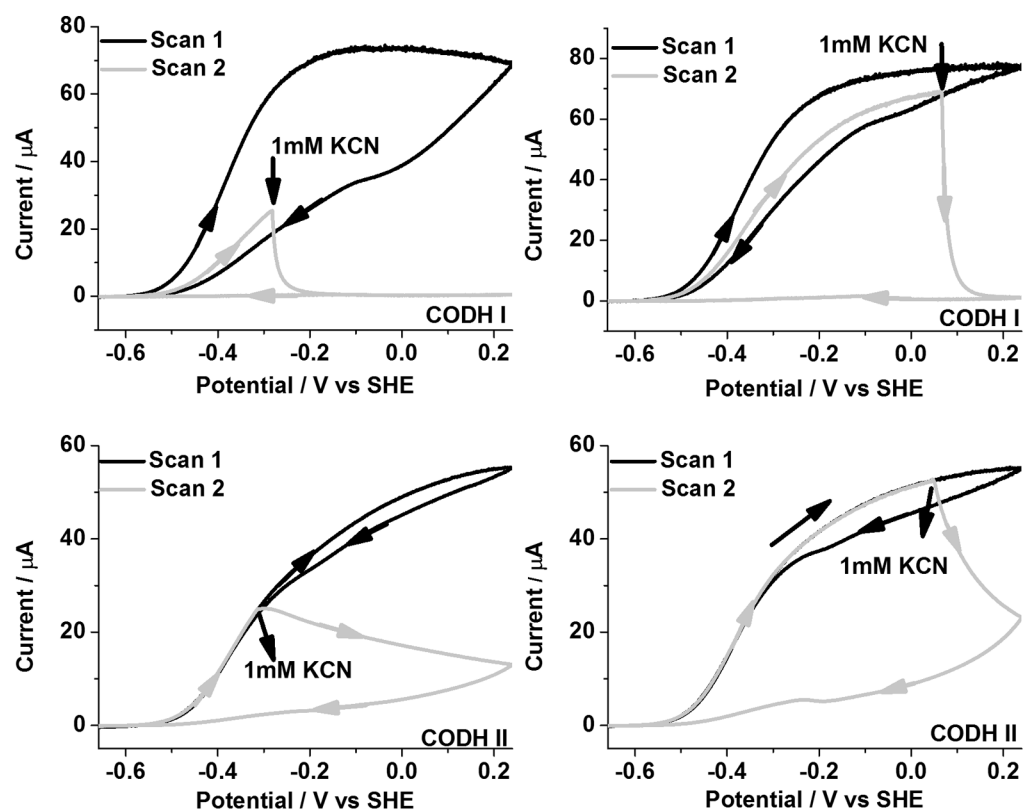 80
60
40
20
0
Current / μA
Scan 1
Scan 2
1mM KCN
CODH I
-0.6 -0.4 -0.2 0.0 0.2
Potential / V vs SHE
80
60
40
20
0
Current / μA
Scan 1
Scan 2
1mM KCN
CODH I
-0.6 -0.4 -0.2 0.0 0.2
Potential / V vs SHE
60
40
20
0
Current / μA
Scan 1
Scan 2
1mM KCN
CODH II
-0.6 -0.4 -0.2 0.0 0.2
Potential / V vs SHE
60
40
20
0
Current / μA
Scan 1
Scan 2
1mM KCN
CODH II
-0.6 -0.4 -0.2 0.0 0.2
Potential / V vs SHE